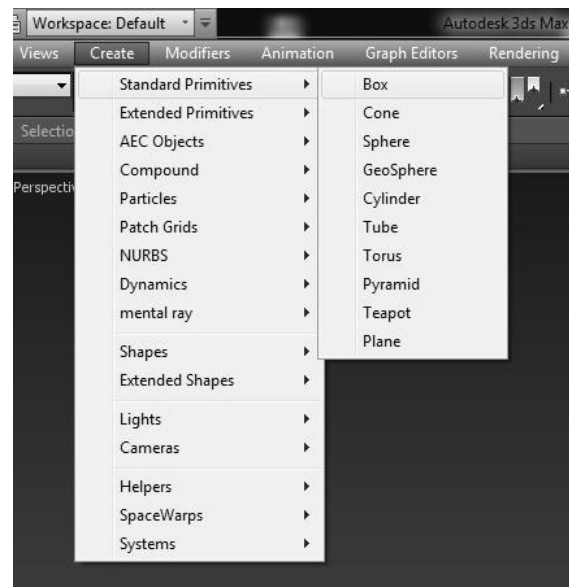 Workspace: Default
Autodesk 3ds Max
Views Create Modifiers Animation Graph Editors Rendering
Selectio
Perspectiv
Standard Primitives
Extended Primitives
AEC Objects
Compound
Particles
Patch Grids
NURBS
Dynamics
mental ray
Shapes
Extended Shapes
Lights
Cameras
Helpers
SpaceWarps
Systems
Box
Cone
Sphere
GeoSphere
Cylinder
Tube
Torus
Pyramid
Teapot
Plane